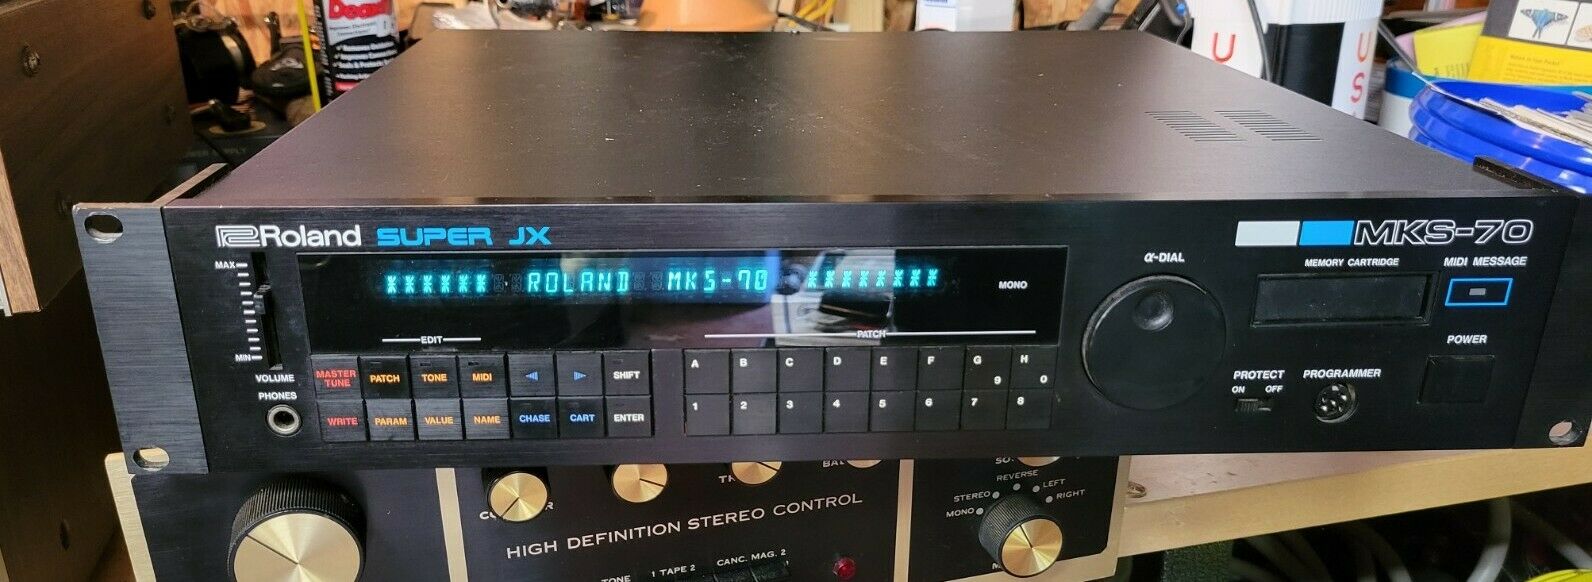 DeoxIT
Roland SUPER JX
MKS-70
MAX
****** ROLAND MKS-70 ********
MONO
α-DIAL
MEMORY CARTRIDGE
MIDI MESSAGE
EDIT
PATCH
MIN
VOLUME
PHONES
MASTER TUNE PATCH TONE MIDI SHIFT
WRITE PARAM VALUE NAME CHASE CART ENTER
A B C D E F G H
9 0
1 2 3 4 5 6 7 8
POWER
PROTECT
ON OFF
PROGRAMMER
HIGH DEFINITION STEREO CONTROL
REVERSE
STEREO LEFT
MONO RIGHT
TONE 1 TAPE 2 CANC. MAG. 2